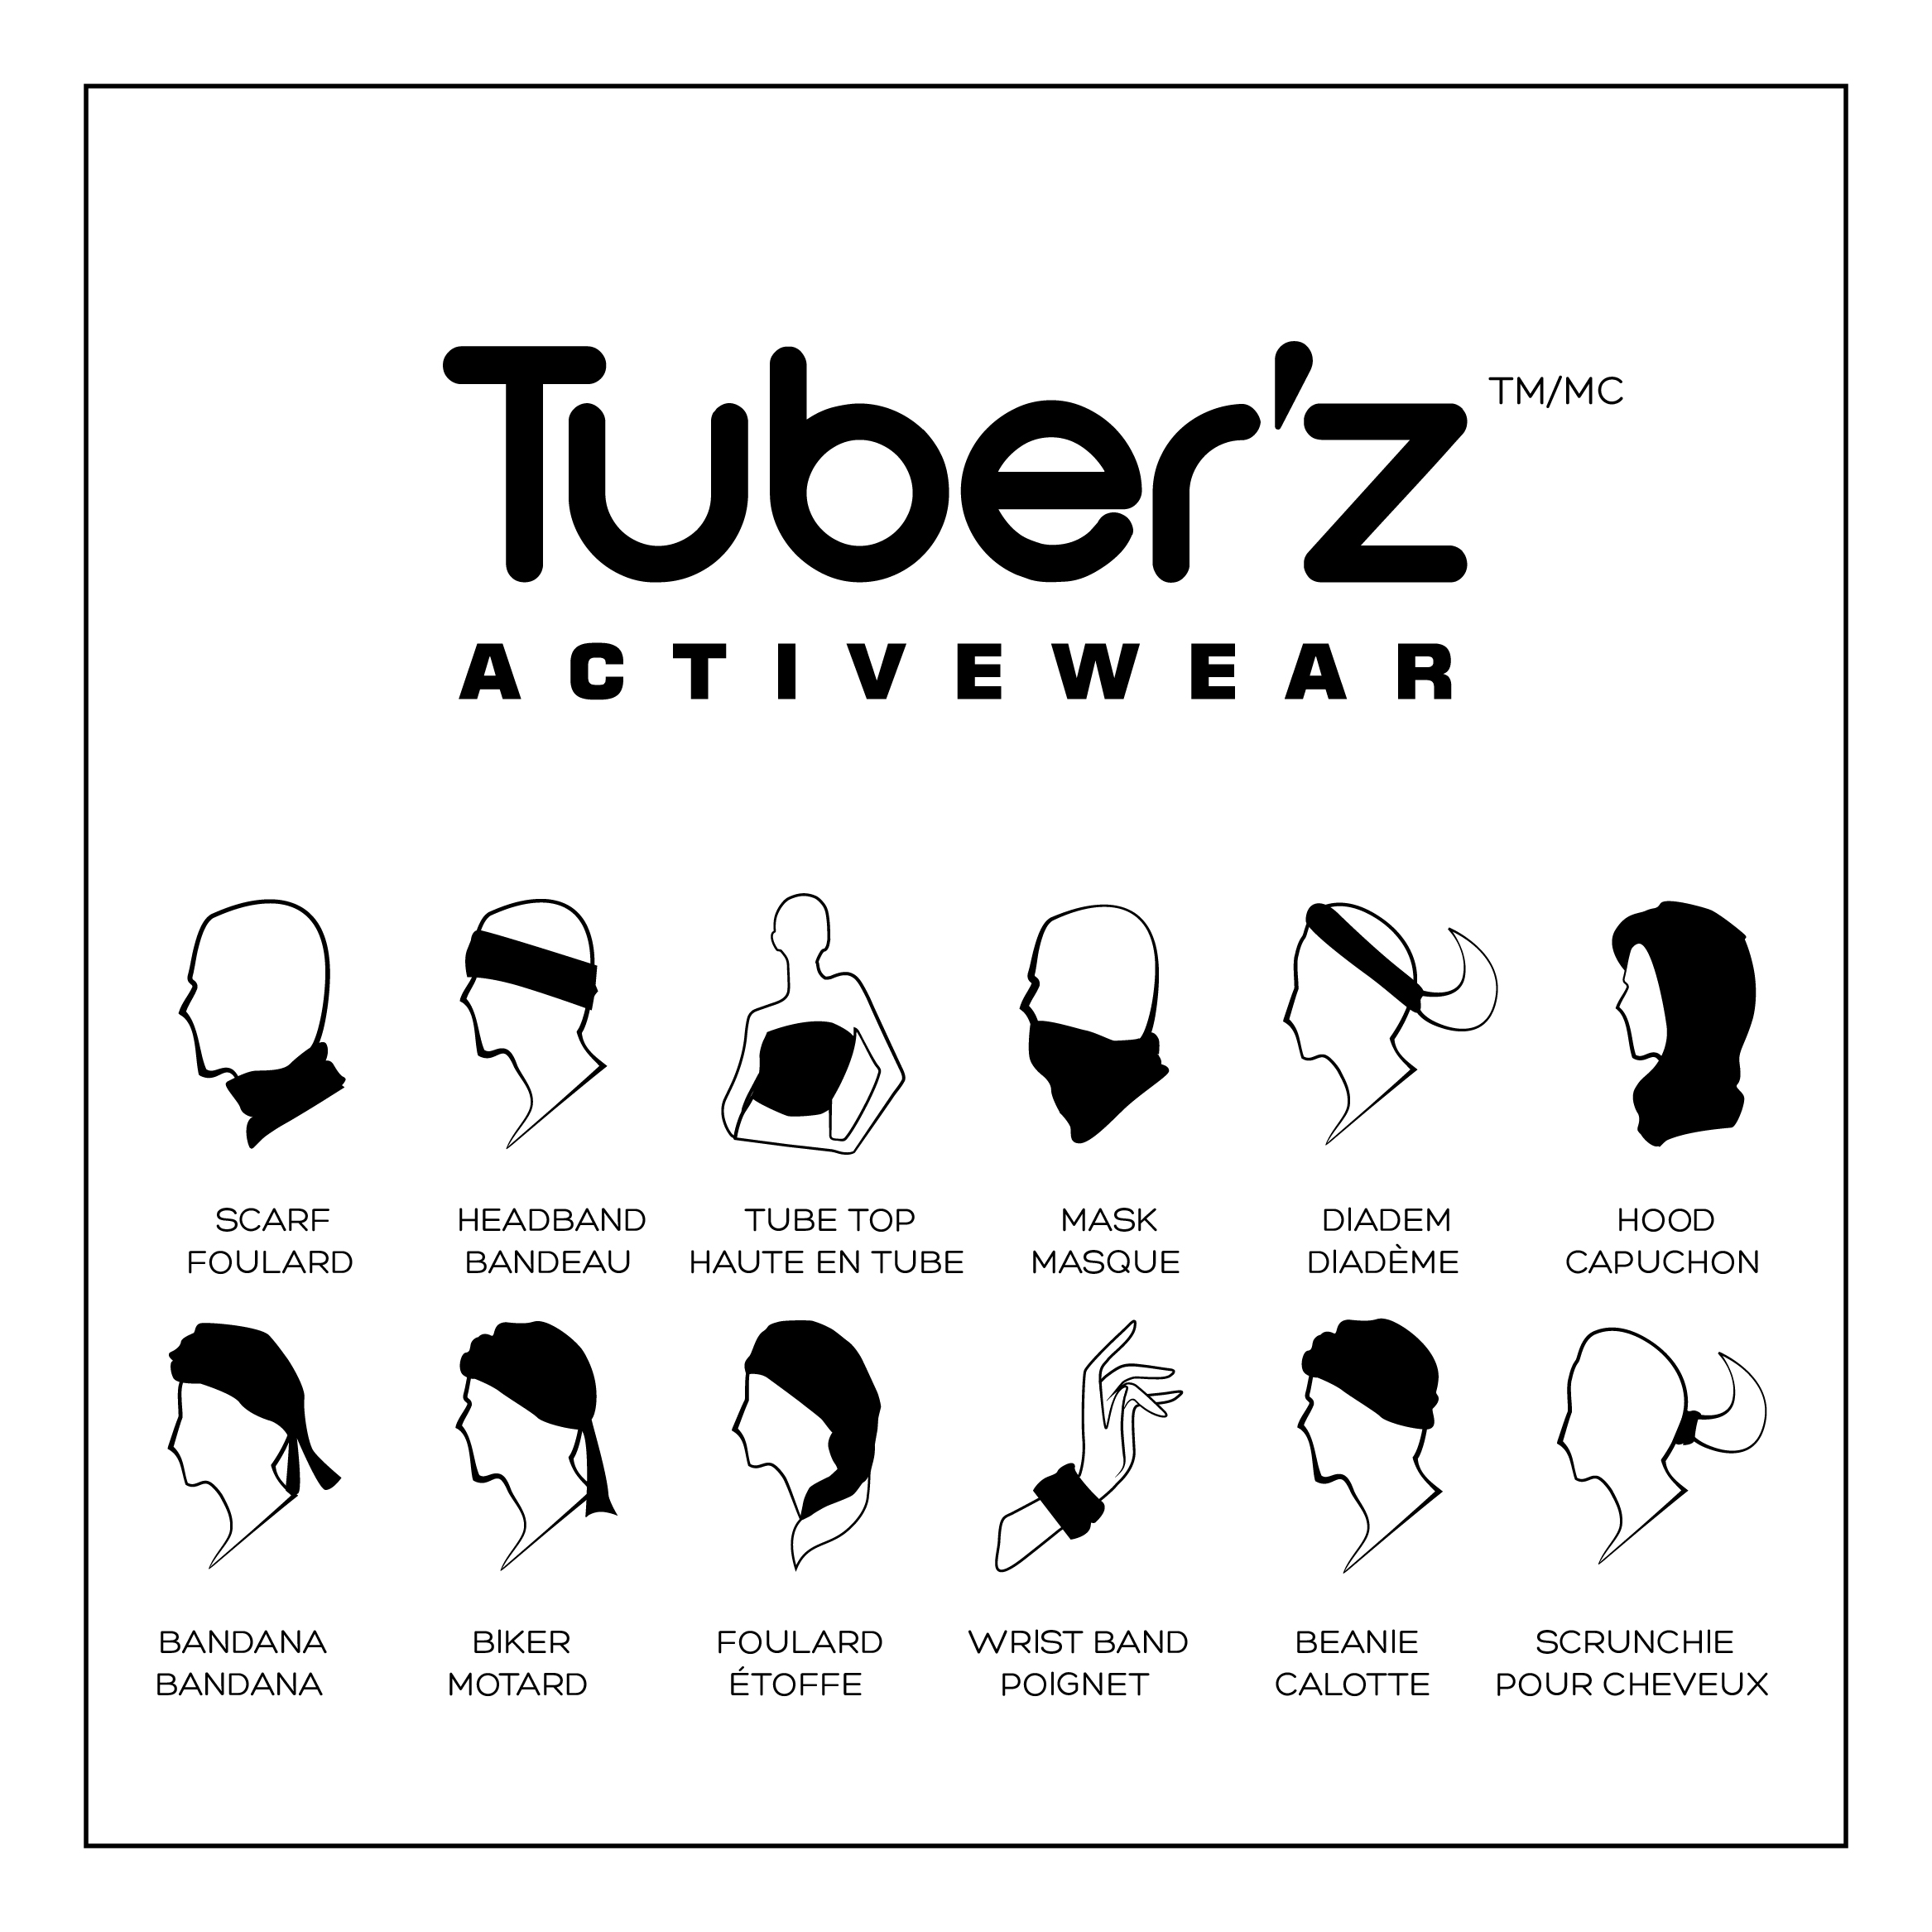 Tuber'z TM/MC
ACTIVEWEAR
SCARF
FOULARD
HEADBAND
BANDEAU
TUBE TOP
HAUTE EN TUBE
MASK
MASQUE
DIADEM
DIADÈME
HOOD
CAPUCHON
BANDANA
BANDANA
BIKER
MOTARD
FOULARD
ÉTOFFE
WRIST BAND
POIGNET
BEANIE
CALOTTE
SCRUNCHIE
POUR CHEVEUX